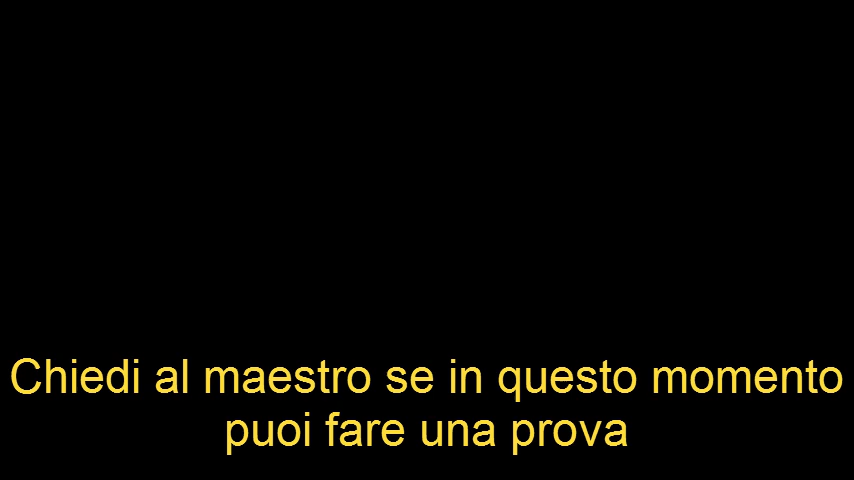 Chiedi al maestro se in questo momento
puoi fare una prova